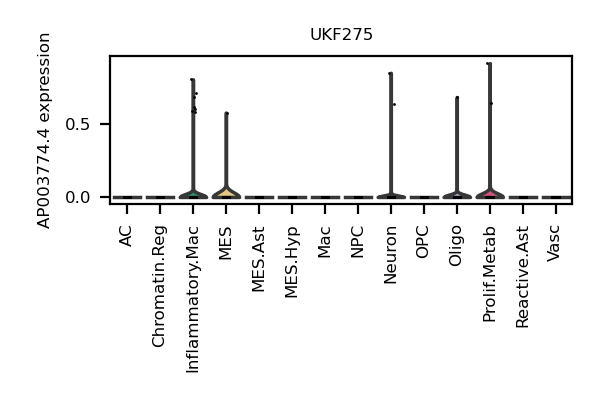 UKF275
AP003774.4 expression
0.5
0.0
AC
Chromatin.Reg
Inflammatory.Mac
MES
MES.Ast
MES.Hyp
Mac
NPC
Neuron
OPC
Oligo
Prolif.Metab
Reactive.Ast
Vasc